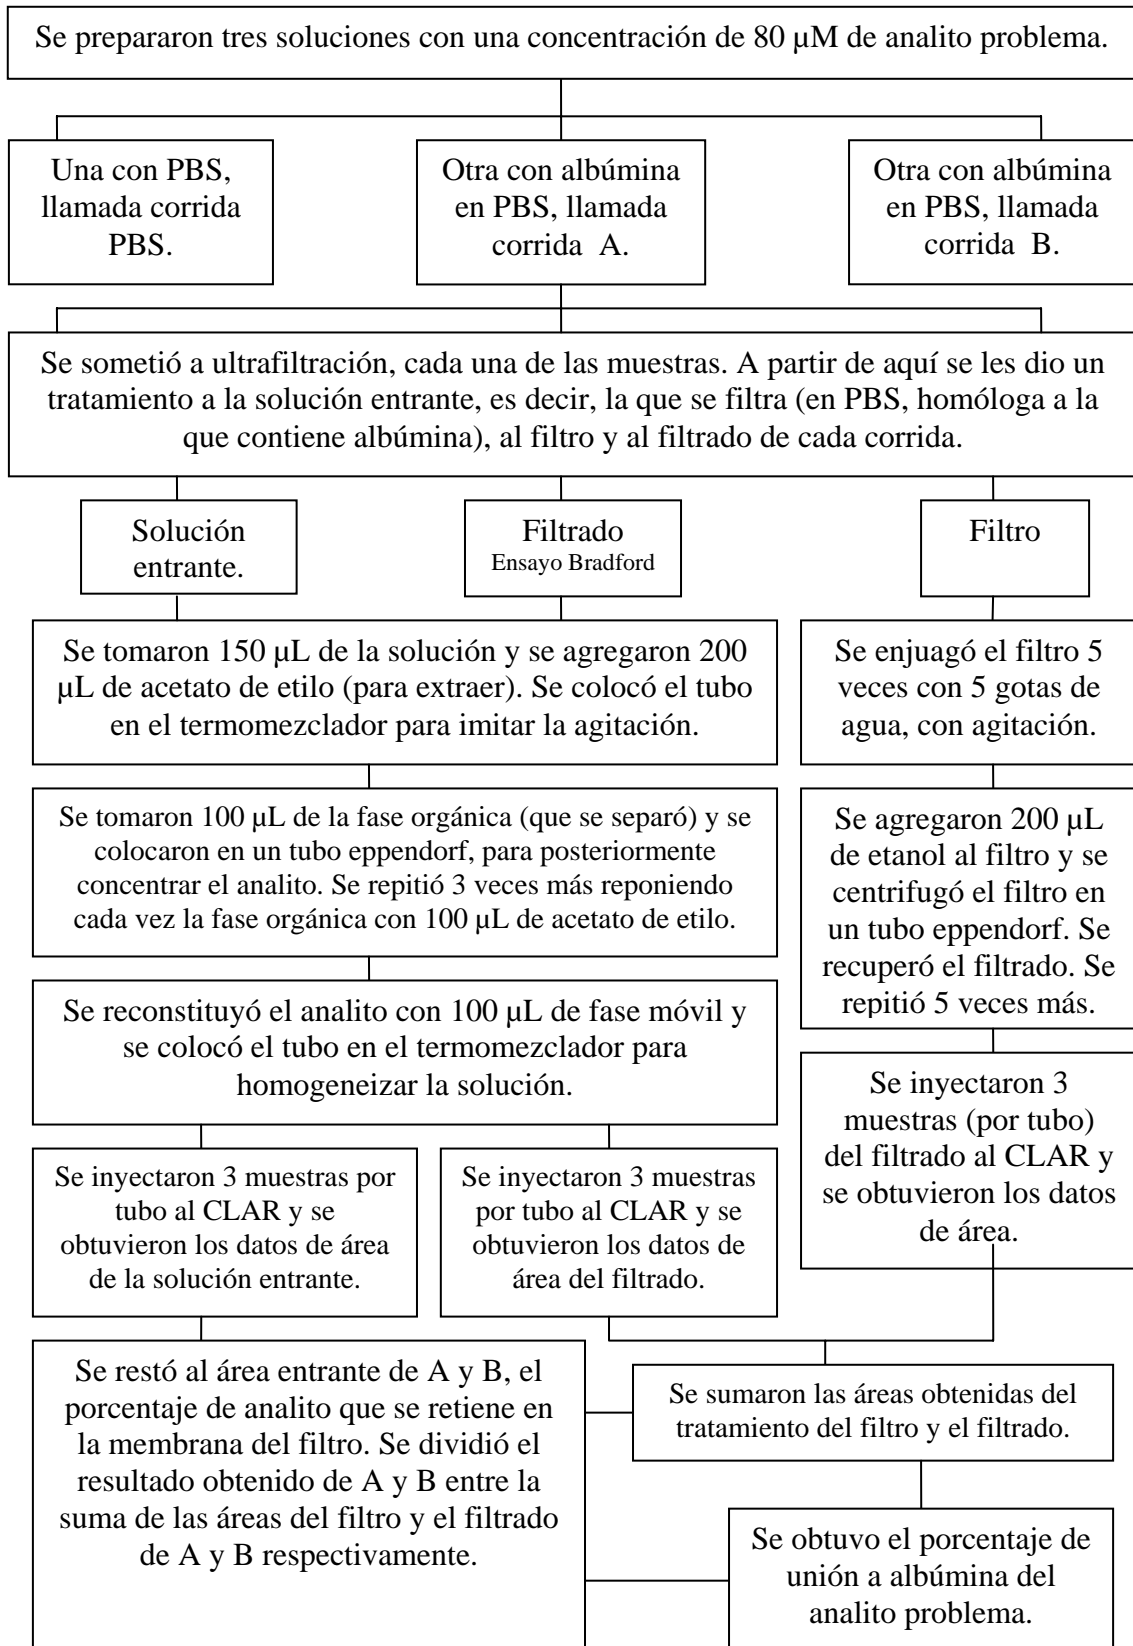 Se prepararon tres soluciones con una concentración de 80 µM de analito problema.
Una con PBS,
llamada corrida
PBS.
Otra con albúmina
en PBS, llamada
corrida A.
Otra con albúmina
en PBS, llamada
corrida B.
Se sometió a ultrafiltración, cada una de las muestras. A partir de aquí se les dio un
tratamiento a la solución entrante, es decir, la que se filtra (en PBS, homóloga a la
que contiene albúmina), al filtro y al filtrado de cada corrida.
Solución
entrante.
Filtrado
Ensayo Bradford
Filtro
Se tomaron 150 µL de la solución y se agregaron 200
µL de acetato de etilo (para extraer). Se colocó el tubo
en el termomezclador para imitar la agitación.
Se enjuagó el filtro 5
veces con 5 gotas de
agua, con agitación.
Se tomaron 100 µL de la fase orgánica (que se separó) y se
colocaron en un tubo eppendorf, para posteriormente
concentrar el analito. Se repitió 3 veces más reponiendo
cada vez la fase orgánica con 100 µL de acetato de etilo.
Se agregaron 200 µL
de etanol al filtro y se
centrifugó el filtro en
un tubo eppendorf. Se
recuperó el filtrado. Se
repitió 5 veces más.
Se reconstituyó el analito con 100 µL de fase móvil y
se colocó el tubo en el termomezclador para
homogeneizar la solución.
Se inyectaron 3
muestras (por tubo)
del filtrado al CLAR y
se obtuvieron los datos
de área.
Se inyectaron 3 muestras por
tubo al CLAR y se
obtuvieron los datos de área
de la solución entrante.
Se inyectaron 3 muestras
por tubo al CLAR y se
obtuvieron los datos de
área del filtrado.
Se restó al área entrante de A y B, el
porcentaje de analito que se retiene en
la membrana del filtro. Se dividió el
resultado obtenido de A y B entre la
suma de las áreas del filtro y el filtrado
de A y B respectivamente.
Se sumaron las áreas obtenidas del
tratamiento del filtro y el filtrado.
Se obtuvo el porcentaje de
unión a albúmina del
analito problema.